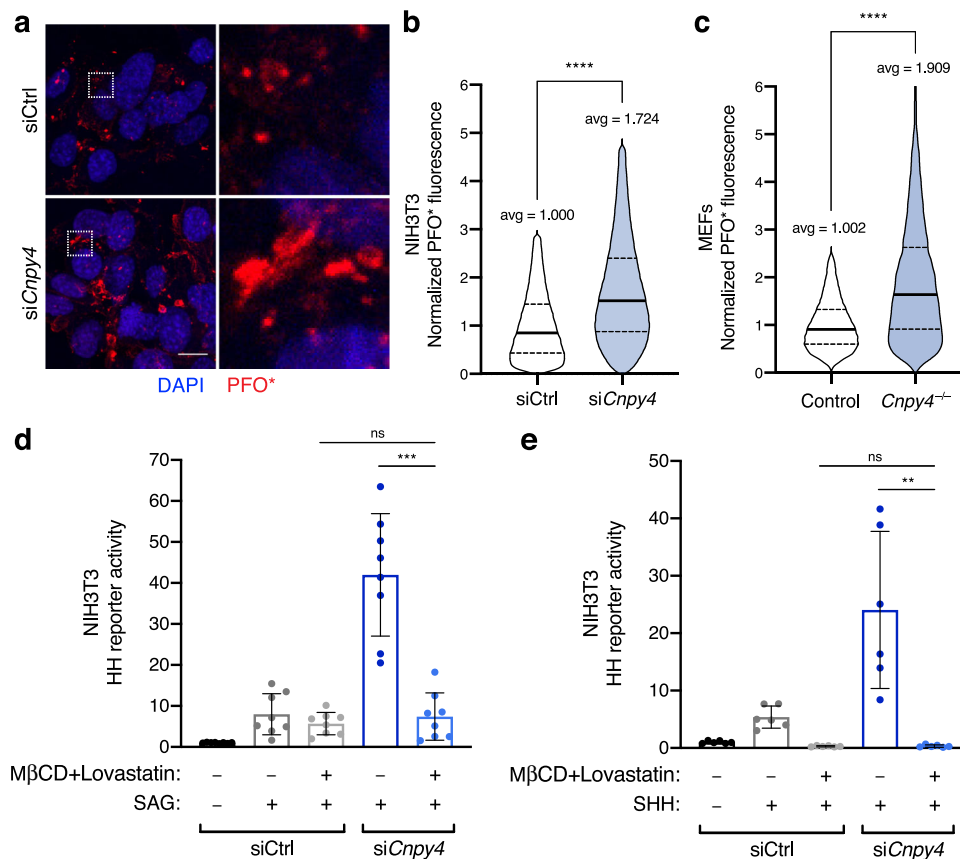 a
siCtrl
siCnpy4
DAPI PFO*
b
****
avg = 1.724
avg = 1.000
NIH3T3
Normalized PFO* fluorescence
6
5
4
3
2
1
0
siCtrl siCnpy4
c
****
avg = 1.909
avg = 1.002
MEFs
Normalized PFO* fluorescence
6
5
4
3
2
1
0
Control Cnpy4–/–
d
ns
***
NIH3T3
HH reporter activity
70
60
50
40
30
20
10
0
MβCD+Lovastatin: – – + – +
SAG: – + + + +
siCtrl siCnpy4
e
ns
**
NIH3T3
HH reporter activity
50
40
30
20
10
0
MβCD+Lovastatin: – – + – +
SHH: – + + + +
siCtrl siCnpy4